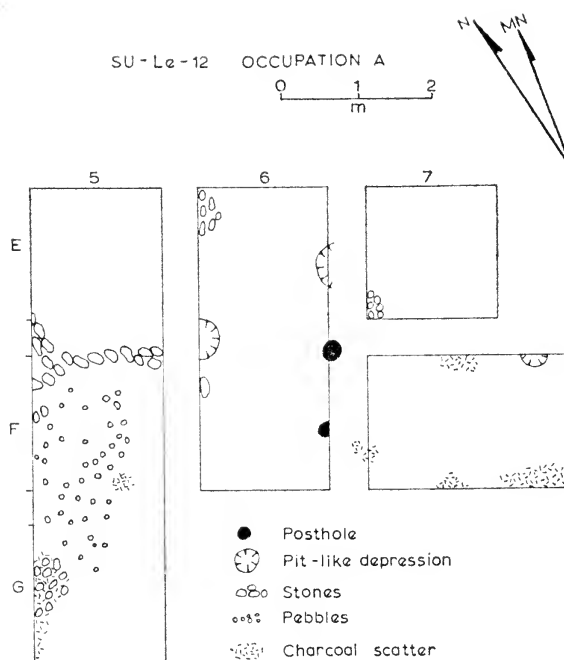 N MN
SU-Le-12 OCCUPATION A
0 1 2
m
5 6 7
E
F
G
Posthole
Pit-like depression
Stones
Pebbles
Charcoal scatter